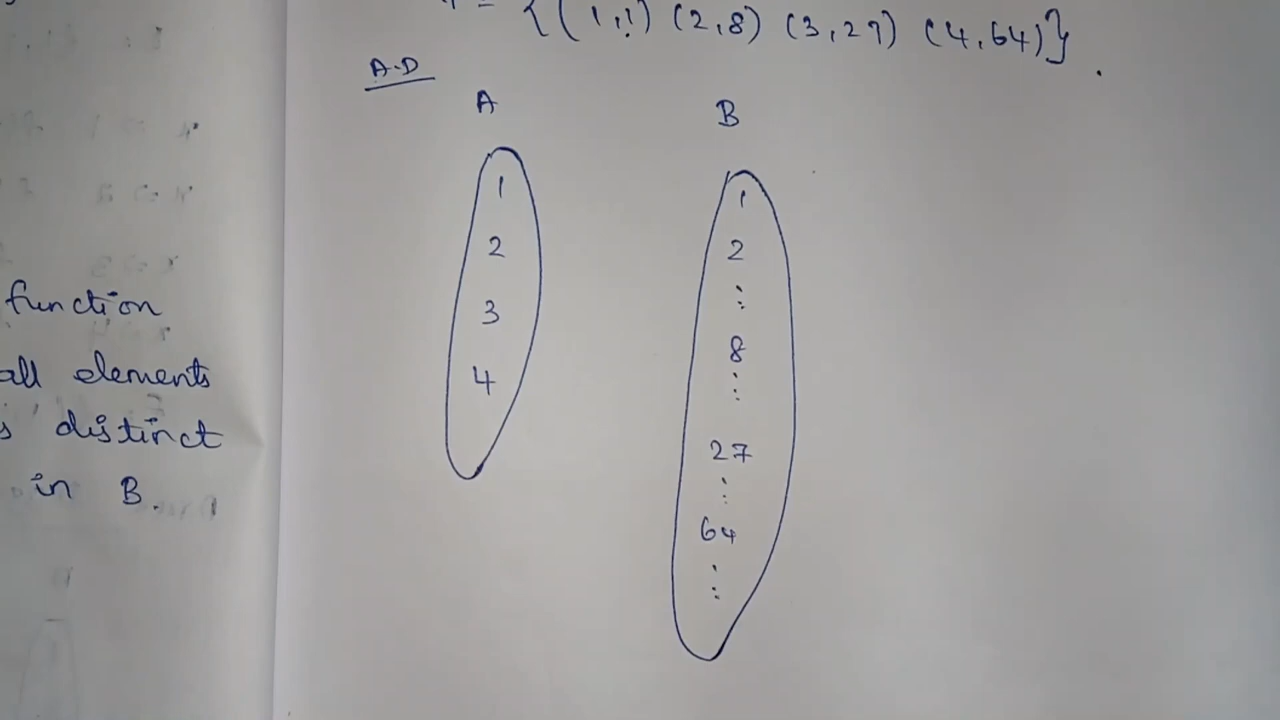 {(1,1) (2,8) (3,27) (4,64)}.
A.D
A
B
1
2
3
4
1
2
8
27
64
function
all elements
distinct
in B.